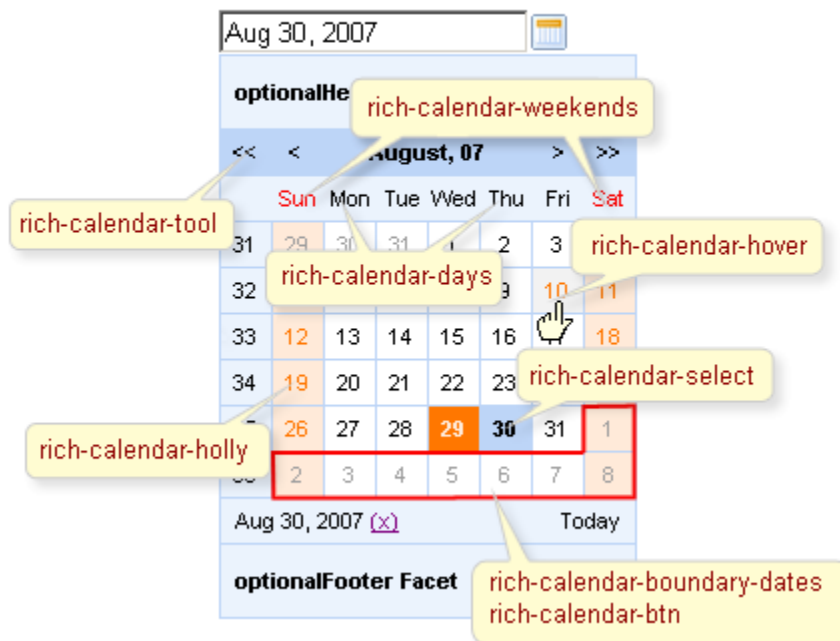 Aug 30, 2007
optionalHe
rich-calendar-weekends
<< < August, 07 > >>
Sun Mon Tue Wed Thu Fri Sat
rich-calendar-tool
31 29 30 31 1 2 3
rich-calendar-hover
rich-calendar-days
32 9 10 11
33 12 13 14 15 16 18
34 19 20 21 22 23
rich-calendar-select
26 27 28 29 30 31 1
rich-calendar-holly
2 3 4 5 6 7 8
Aug 30, 2007 (x) Today
optionalFooter Facet
rich-calendar-boundary-dates
rich-calendar-btn